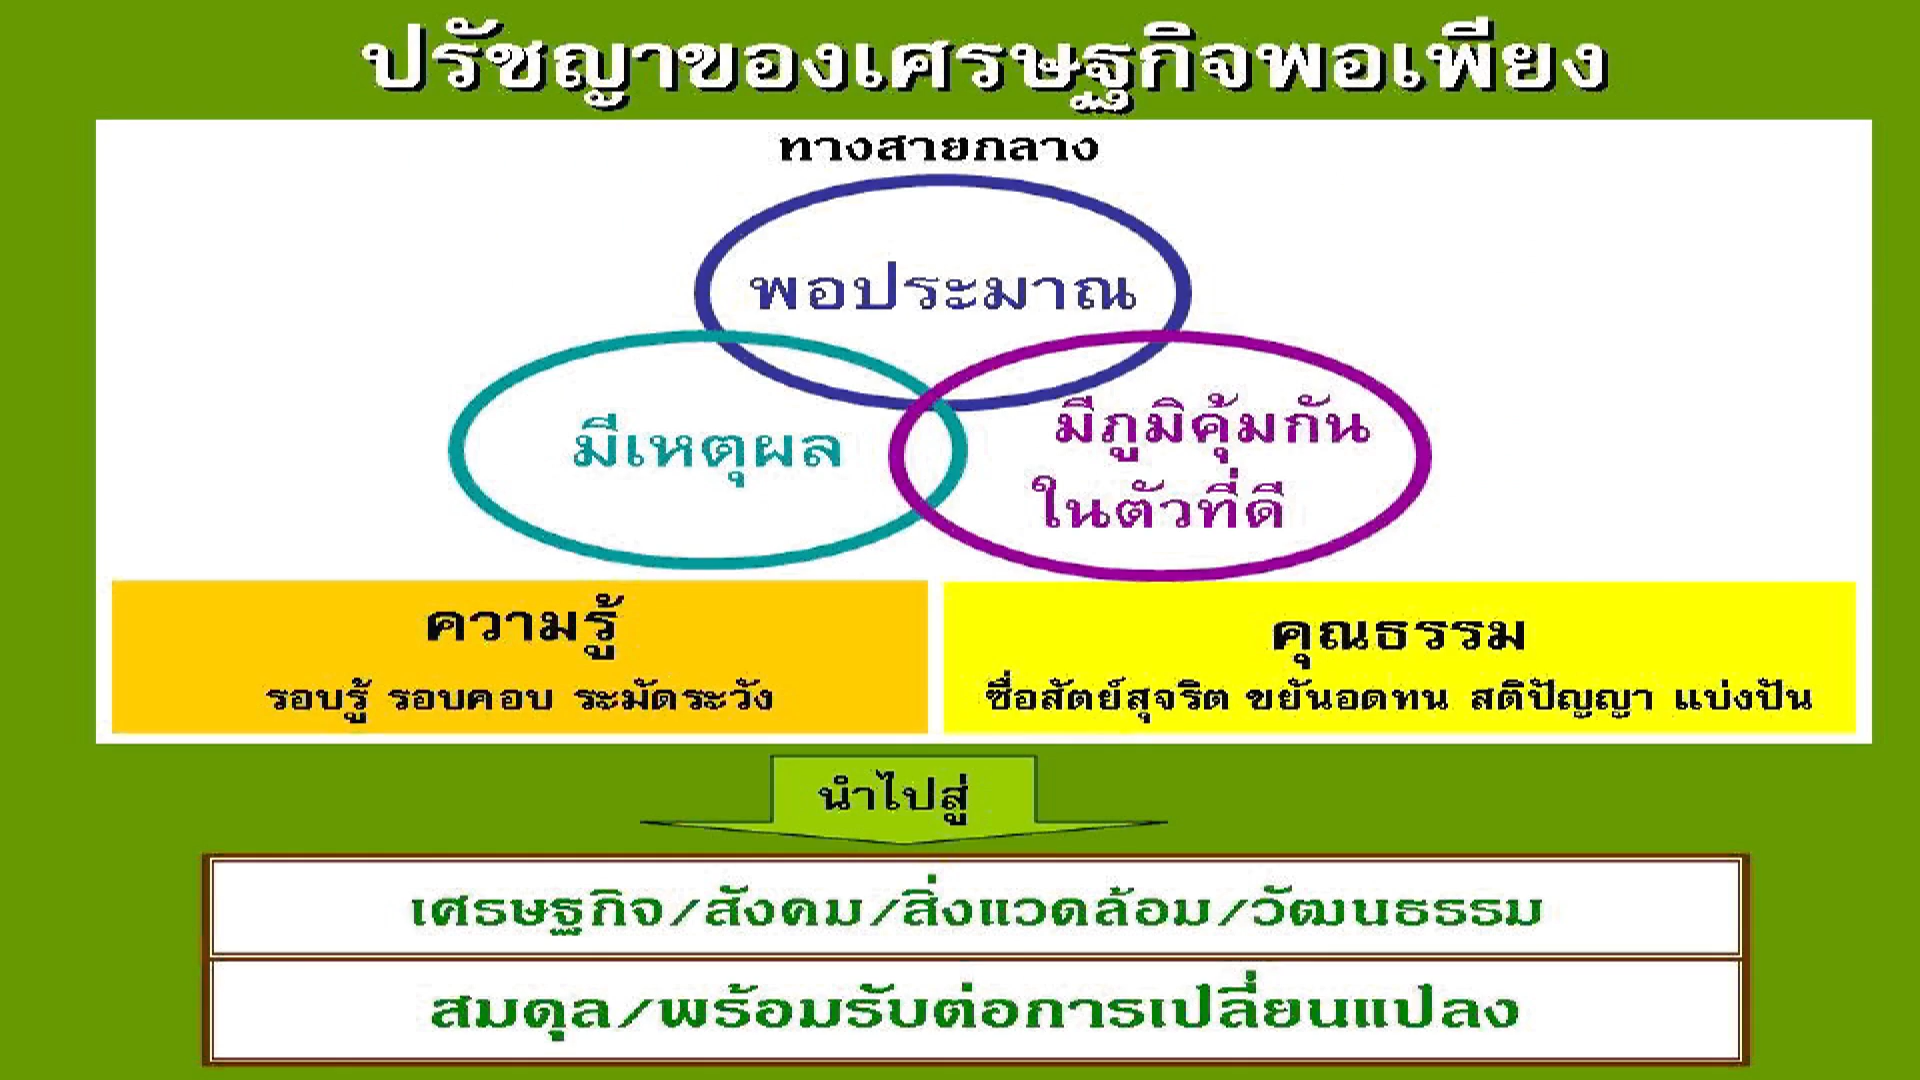 ปรัชญาของเศรษฐกิจพอเพียง
ทางสายกลาง
พอประมาณ
มีเหตุผล
มีภูมิคุ้มกัน
ในตัวที่ดี
ความรู้
รอบรู้ รอบคอบ ระมัดระวัง
คุณธรรม
ซื่อสัตย์สุจริต ขยันอดทน สติปัญญา แบ่งปัน
นำไปสู่
เศรษฐกิจ/สังคม/สิ่งแวดล้อม/วัฒนธรรม
สมดุล/พร้อมรับต่อการเปลี่ยนแปลง